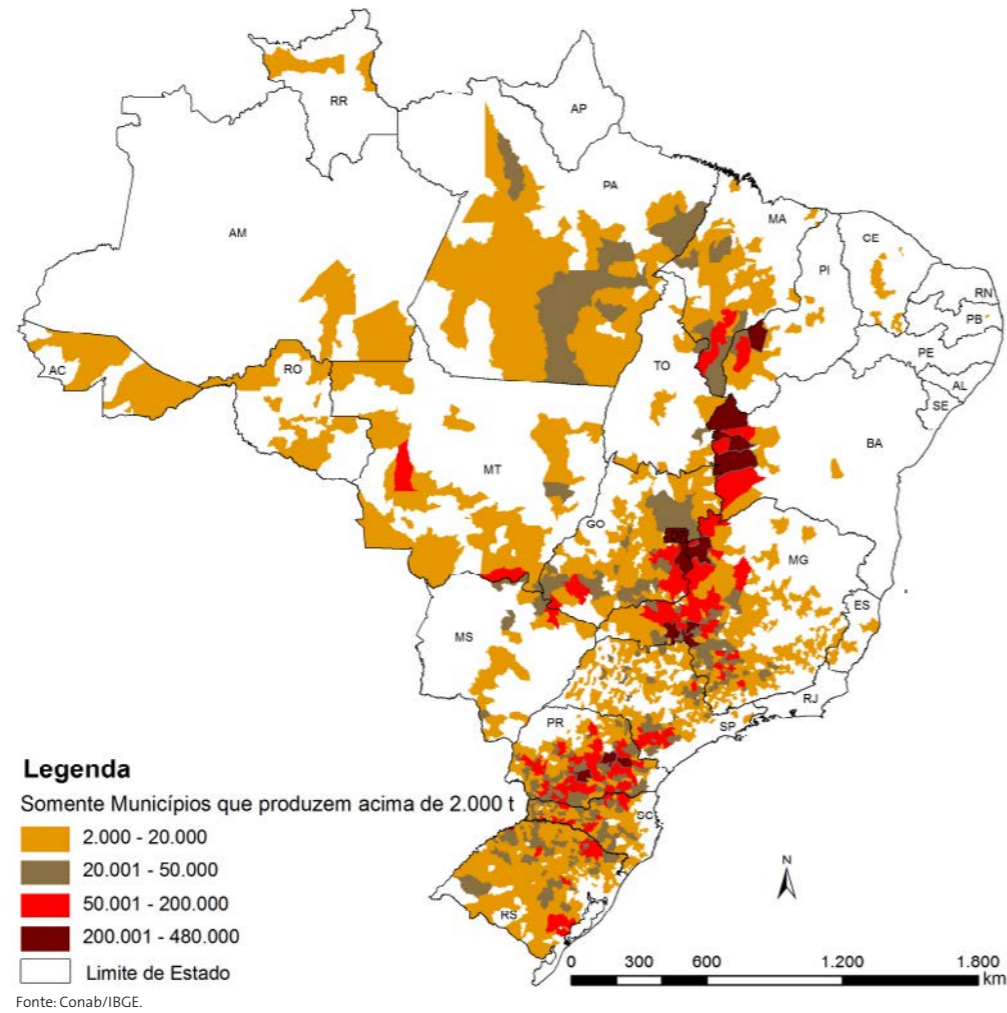 RR
AP
AM
PA
MA
CE
RN
PB
PI
PE
AL
SE
AC
RO
TO
BA
MT
GO
MG
ES
MS
RJ
SP
PR
SC
RS
Legenda
Somente Municípios que produzem acima de 2.000 t
2.000 - 20.000
20.001 - 50.000
50.001 - 200.000
200.001 - 480.000
Limite de Estado
N
0 300 600 1.200 1.800
km
Fonte: Conab/IBGE.